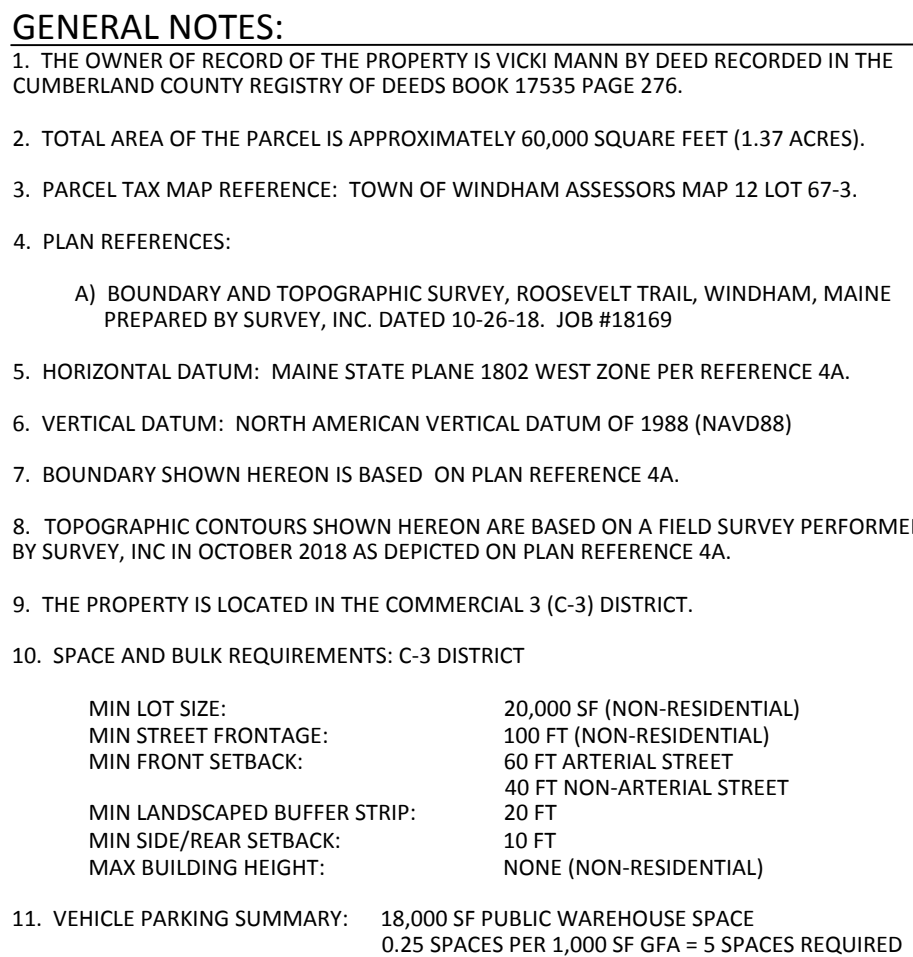 GENERAL NOTES:
1. THE OWNER OF RECORD OF THE PROPERTY IS VICKI MANN BY DEED RECORDED IN THE
CUMBERLAND COUNTY REGISTRY OF DEEDS BOOK 17535 PAGE 276.
2. TOTAL AREA OF THE PARCEL IS APPROXIMATELY 60,000 SQUARE FEET (1.37 ACRES).
3. PARCEL TAX MAP REFERENCE: TOWN OF WINDHAM ASSESSORS MAP 12 LOT 67-3.
4. PLAN REFERENCES:
A) BOUNDARY AND TOPOGRAPHIC SURVEY, ROOSEVELT TRAIL, WINDHAM, MAINE
PREPARED BY SURVEY, INC. DATED 10-26-18. JOB #18169
5. HORIZONTAL DATUM: MAINE STATE PLANE 1802 WEST ZONE PER REFERENCE 4A.
6. VERTICAL DATUM: NORTH AMERICAN VERTICAL DATUM OF 1988 (NAVD88)
7. BOUNDARY SHOWN HEREON IS BASED ON PLAN REFERENCE 4A.
8. TOPOGRAPHIC CONTOURS SHOWN HEREON ARE BASED ON A FIELD SURVEY PERFORME
BY SURVEY, INC IN OCTOBER 2018 AS DEPICTED ON PLAN REFERENCE 4A.
9. THE PROPERTY IS LOCATED IN THE COMMERCIAL 3 (C-3) DISTRICT.
10. SPACE AND BULK REQUIREMENTS: C-3 DISTRICT
MIN LOT SIZE: 20,000 SF (NON-RESIDENTIAL)
MIN STREET FRONTAGE: 100 FT (NON-RESIDENTIAL)
MIN FRONT SETBACK: 60 FT ARTERIAL STREET
40 FT NON-ARTERIAL STREET
MIN LANDSCAPED BUFFER STRIP: 20 FT
MIN SIDE/REAR SETBACK: 10 FT
MAX BUILDING HEIGHT: NONE (NON-RESIDENTIAL)
11. VEHICLE PARKING SUMMARY: 18,000 SF PUBLIC WAREHOUSE SPACE
0.25 SPACES PER 1,000 SF GFA = 5 SPACES REQUIRED